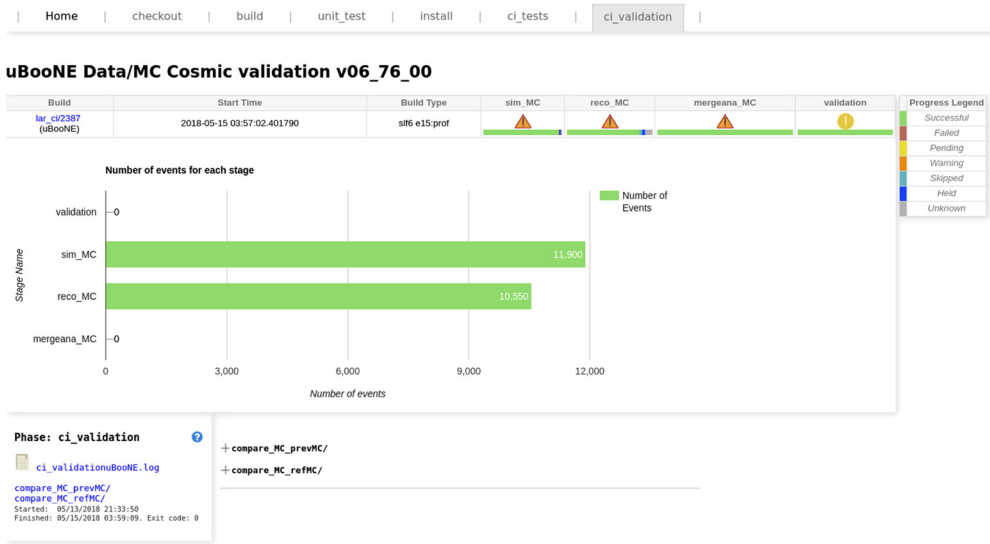 | Home | checkout | build | unit_test | install | ci_tests | ci_validation |
uBooNE Data/MC Cosmic validation v06_76_00
Build Start Time Build Type sim_MC reco_MC mergeana_MC validation
lar_ci/2387
(uBooNE)
2018-05-15 03:57:02.401790 slf6 e15:prof
Progress Legend
Successful
Failed
Pending
Warning
Skipped
Held
Unknown
Number of events for each stage
Number of
Events
Stage Name
validation 0
sim_MC 11,900
reco_MC 10,550
mergeana_MC 0
0 3,000 6,000 9,000 12,000
Number of events
Phase: ci_validation ?
ci_validationuBooNE.log
compare_MC_prevMC/
compare_MC_refMC/
Started: 05/13/2018 21:33:50
Finished: 05/15/2018 03:59:09. Exit code: 0
+compare_MC_prevMC/
+compare_MC_refMC/